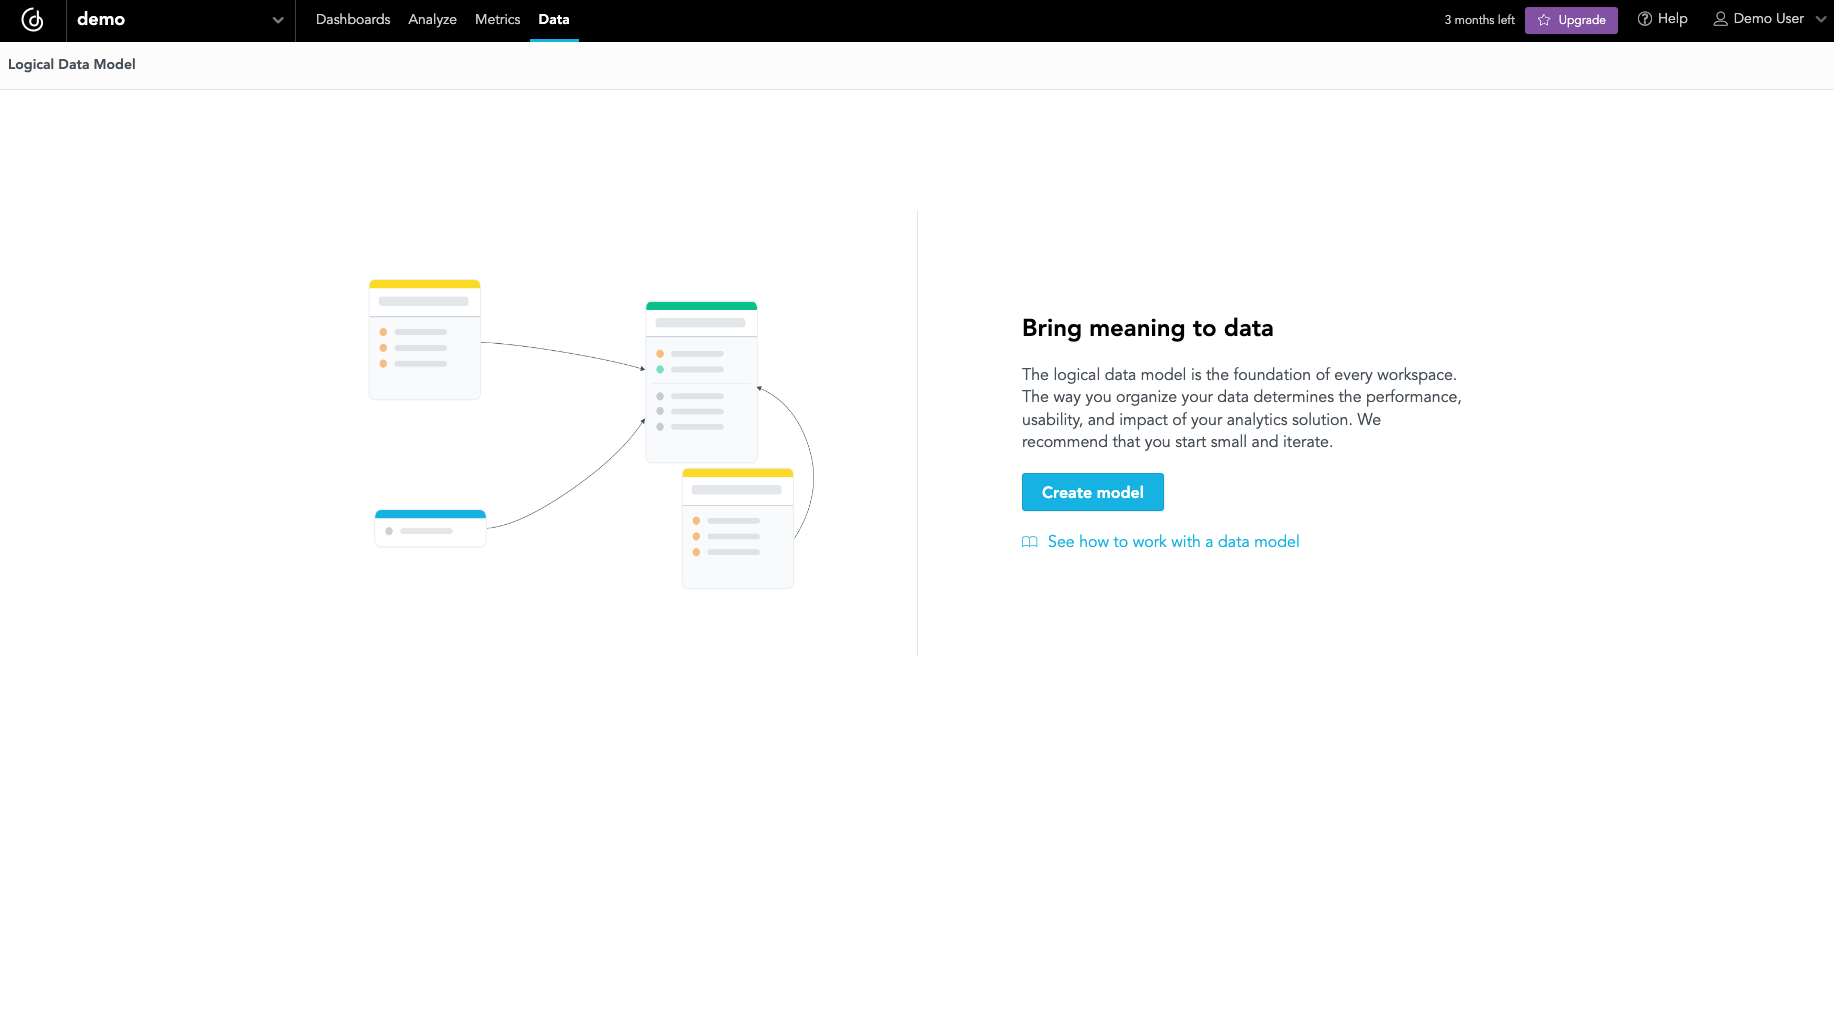 demo
Dashboards Analyze Metrics Data
3 months left Upgrade Help Demo User
Logical Data Model
Bring meaning to data
The logical data model is the foundation of every workspace.
The way you organize your data determines the performance,
usability, and impact of your analytics solution. We
recommend that you start small and iterate.
Create model
See how to work with a data model